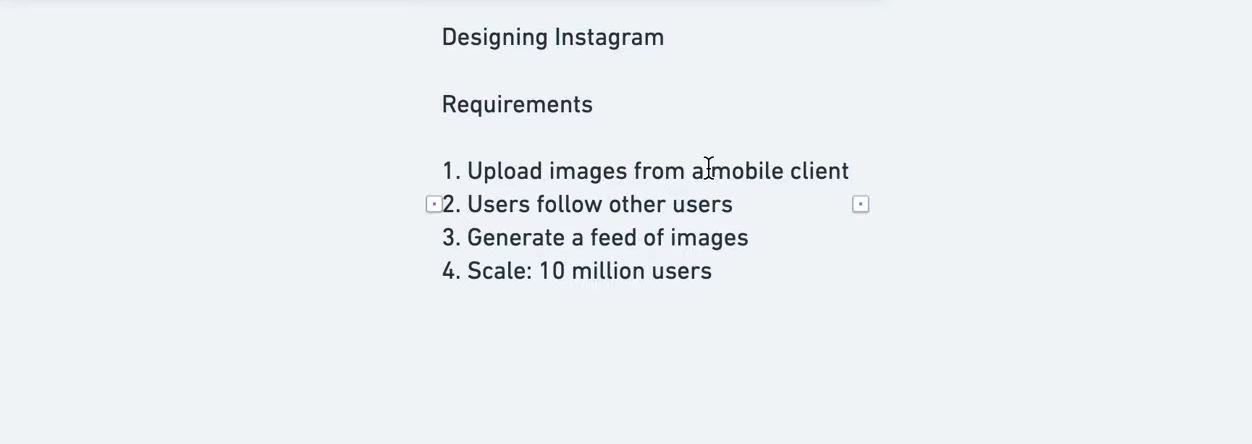 Designing Instagram
Requirements
1. Upload images from a mobile client
2. Users follow other users
3. Generate a feed of images
4. Scale: 10 million users